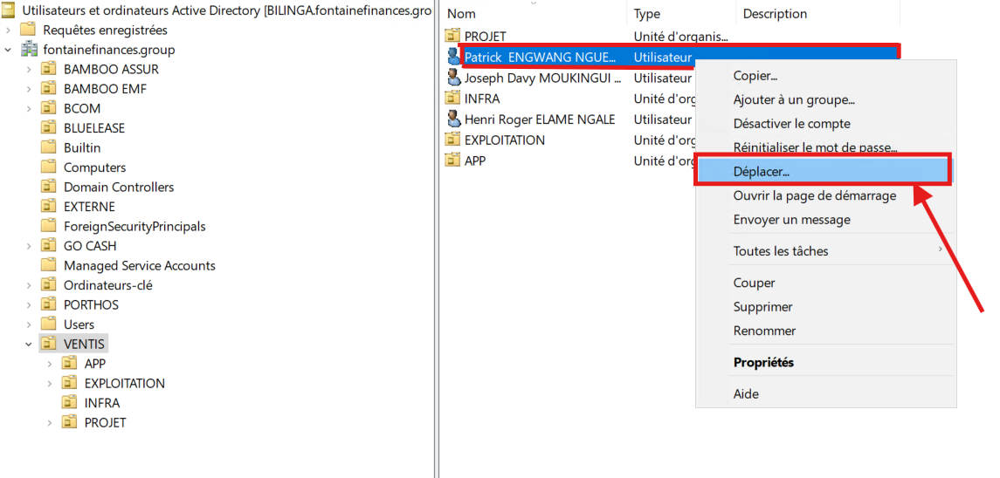 Utilisateurs et ordinateurs Active Directory [BILINGA.fontainefinances.gro
Requêtes enregistrées
fontainefinances.group
BAMBOO ASSUR
BAMBOO EMF
BCOM
BLUELEASE
Builtin
Computers
Domain Controllers
EXTERNE
ForeignSecurityPrincipals
GO CASH
Managed Service Accounts
Ordinateurs-clé
PORTHOS
Users
VENTIS
APP
EXPLOITATION
INFRA
PROJET
Nom Type Description
PROJET Unité d'organis...
Patrick ENGWANG NGUE... Utilisateur
Joseph Davy MOUKINGUI ... Utilisateur
INFRA Unité d'org
Henri Roger ELAME NGALE Utilisateur
EXPLOITATION Unité d'org
APP Unité d'org
Copier...
Ajouter à un groupe...
Désactiver le compte
Réinitialiser le mot de passe...
Déplacer...
Ouvrir la page de démarrage
Envoyer un message
Toutes les tâches
Couper
Supprimer
Renommer
Propriétés
Aide